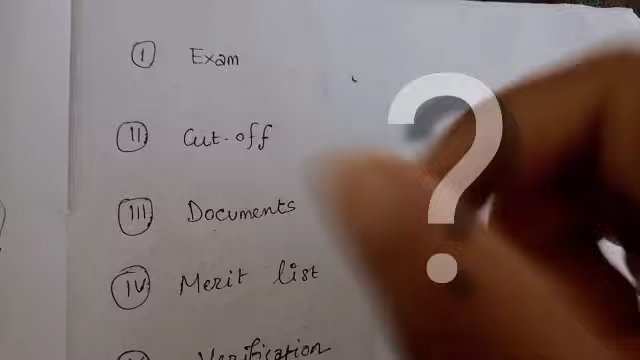 I Exam
II Cut-off
III Documents
IV Merit list
Verification
?